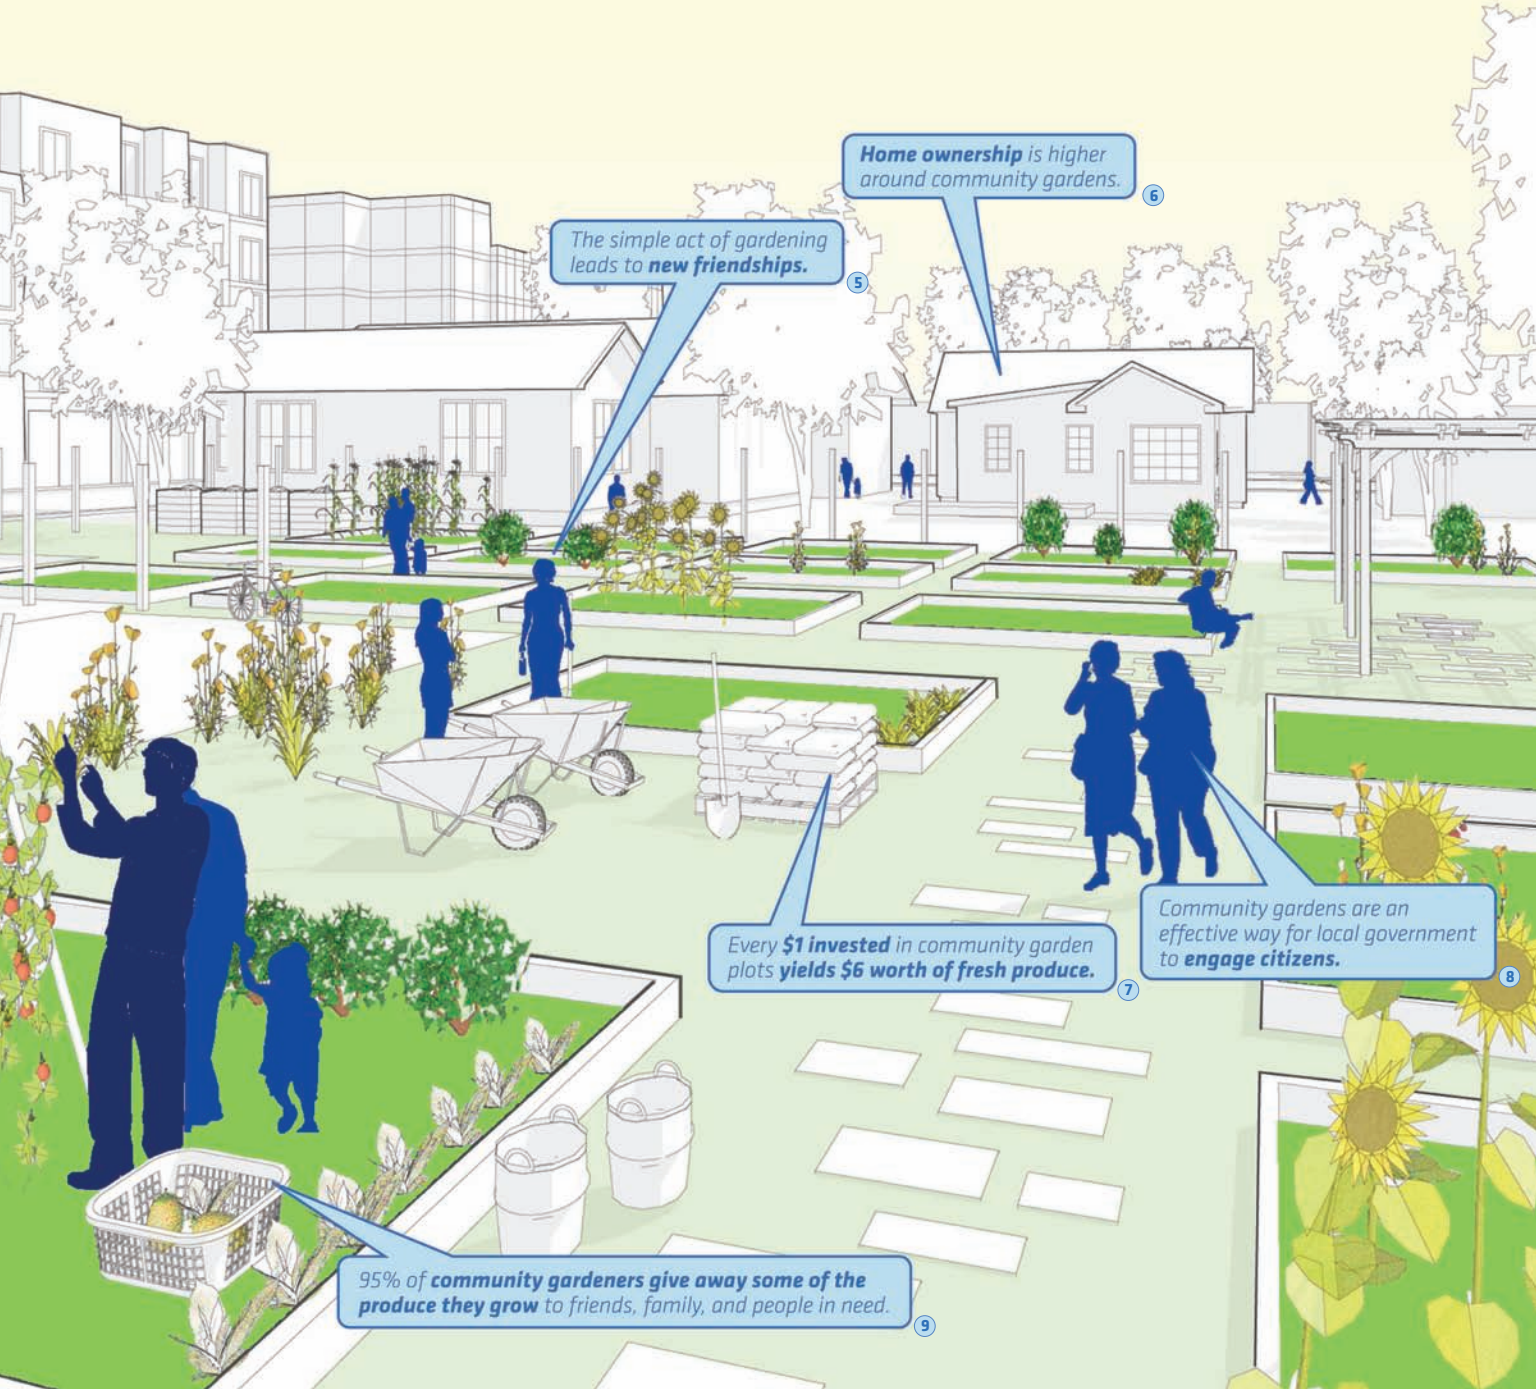 Home ownership is higher
around community gardens.
6
The simple act of gardening
leads to new friendships.
5
Every $1 invested in community garden
plots yields $6 worth of fresh produce.
7
Community gardens are an
effective way for local government
to engage citizens.
8
95% of community gardeners give away some of the
produce they grow to friends, family, and people in need.
9